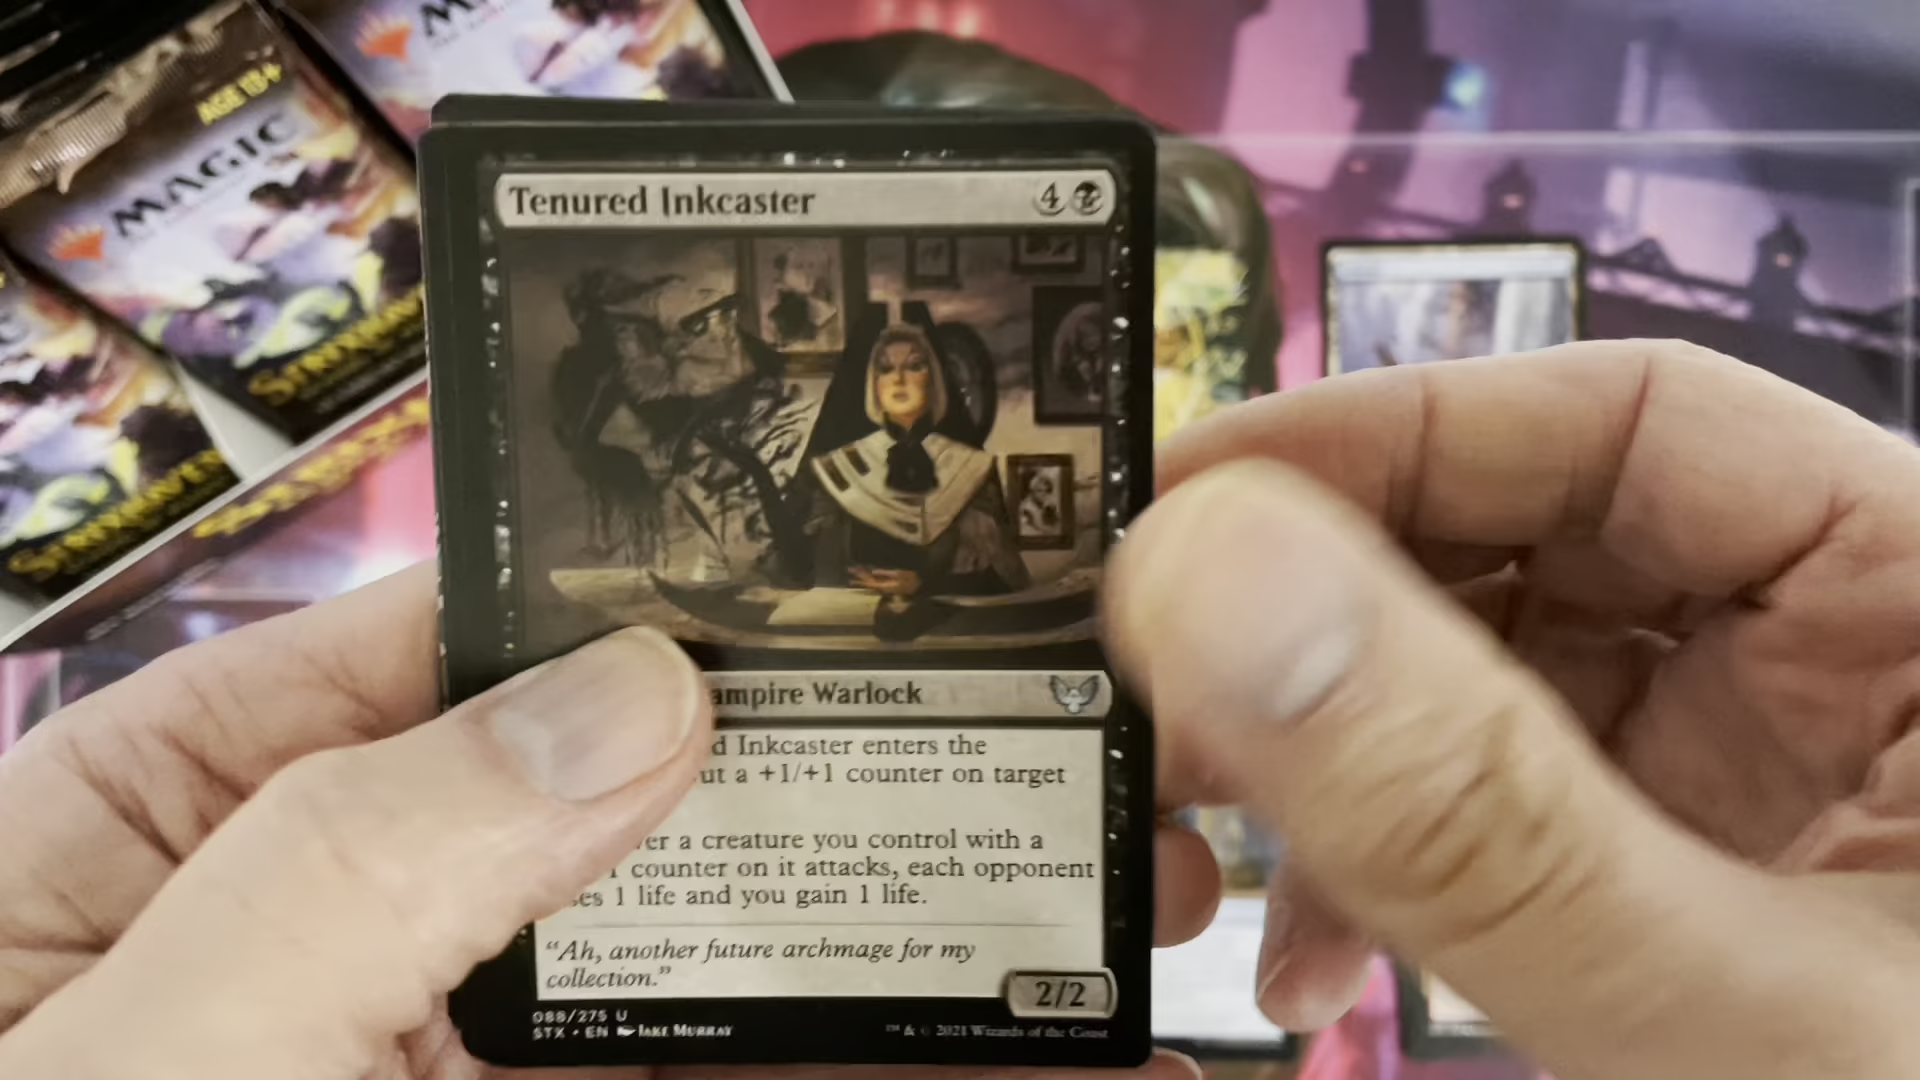 AGE 13+
MAGIC
STRIXHAVEN
STRIXHAVEN
Tenured Inkcaster 4
ampire Warlock
d Inkcaster enters the
ut a +1/+1 counter on target
er a creature you control with a
counter on it attacks, each opponent
es 1 life and you gain 1 life.
"Ah, another future archmage for my
collection."
2/2
088/275 U
STX • EN JAKE MURRAY
™ & © 2021 Wizards of the Coast